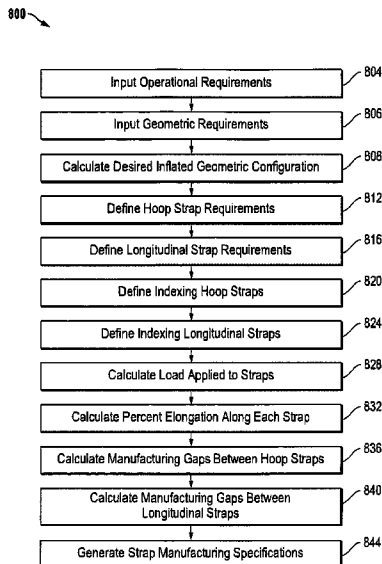 800
Input Operational Requirements
804
Input Geometric Requirements
806
Calculate Desired Inflated Geometric Configuration
808
Define Hoop Strap Requirements
812
Define Longitudinal Strap Requirements
816
Define Indexing Hoop Straps
820
Define Indexing Longitudinal Straps
824
Calculate Load Applied to Straps
828
Calculate Percent Elongation Along Each Strap
832
Calculate Manufacturing Gaps Between Hoop Straps
836
Calculate Manufacturing Gaps Between
Longitudinal Straps
840
Generate Strap Manufacturing Specifications
844